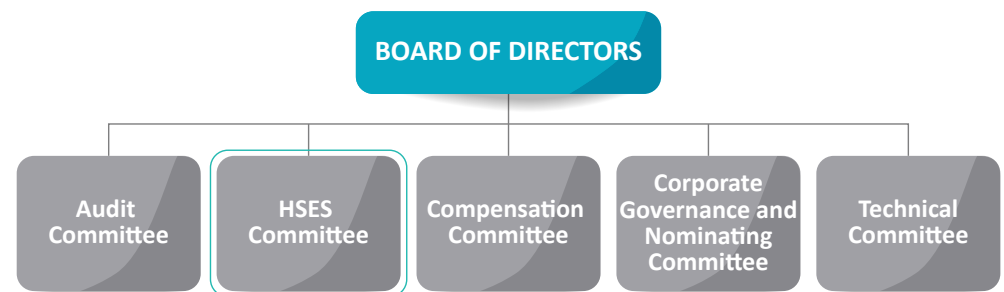 BOARD OF DIRECTORS
Audit
Committee
HSES
Committee
Compensation
Committee
Corporate
Governance and
Nominating
Committee
Technical
Committee